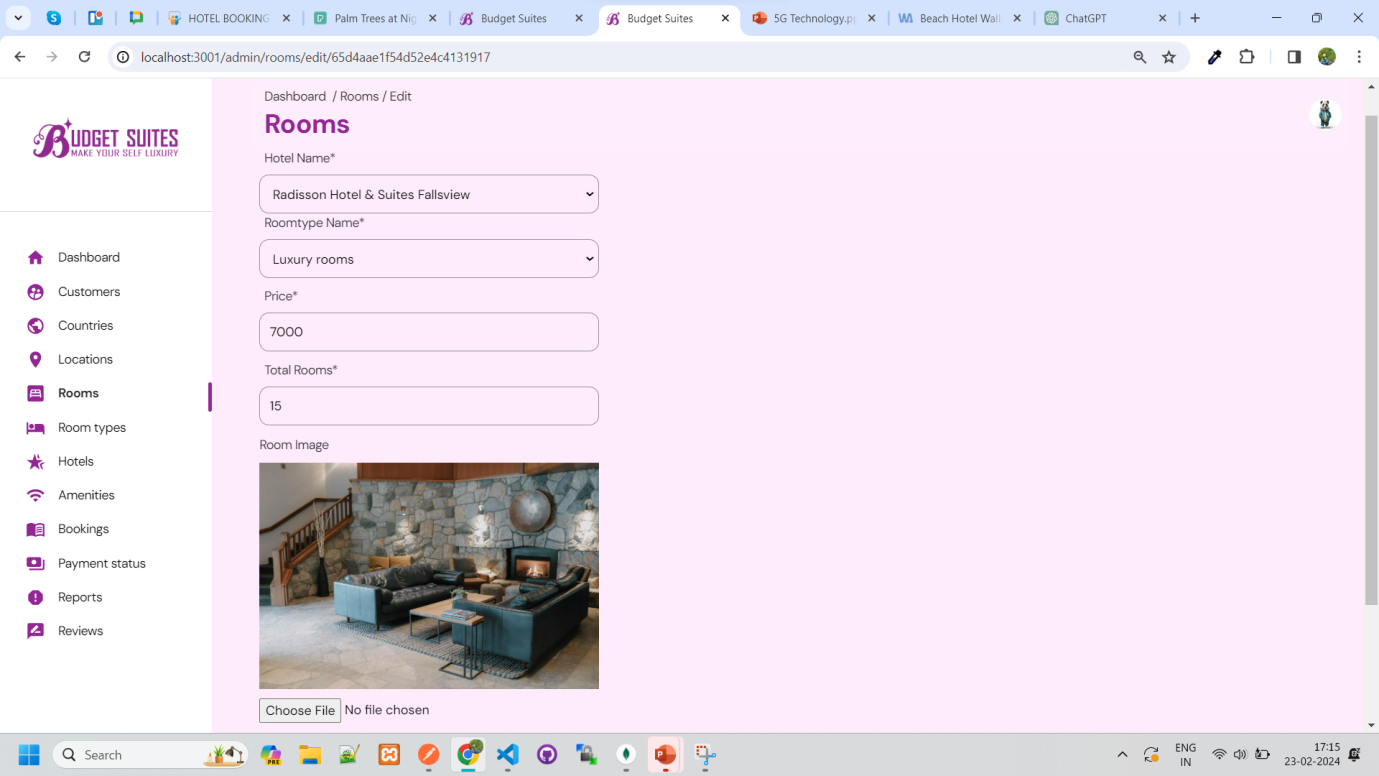 HOTEL BOOKING
Palm Trees at Nig
Budget Suites
Budget Suites
5G Technology.pp
Beach Hotel Wall
ChatGPT
localhost:3001/admin/rooms/edit/65d4aae1f54d52e4c4131917
BUDGET SUITES
MAKE YOUR SELF LUXURY
Dashboard
Customers
Countries
Locations
Rooms
Room types
Hotels
Amenities
Bookings
Payment status
Reports
Reviews
Dashboard / Rooms / Edit
Rooms
Hotel Name*
Radisson Hotel & Suites Fallsview
Roomtype Name*
Luxury rooms
Price*
7000
Total Rooms*
15
Room Image
Choose File No file chosen
Search
PRE
ENG
IN
17:15
23-02-2024